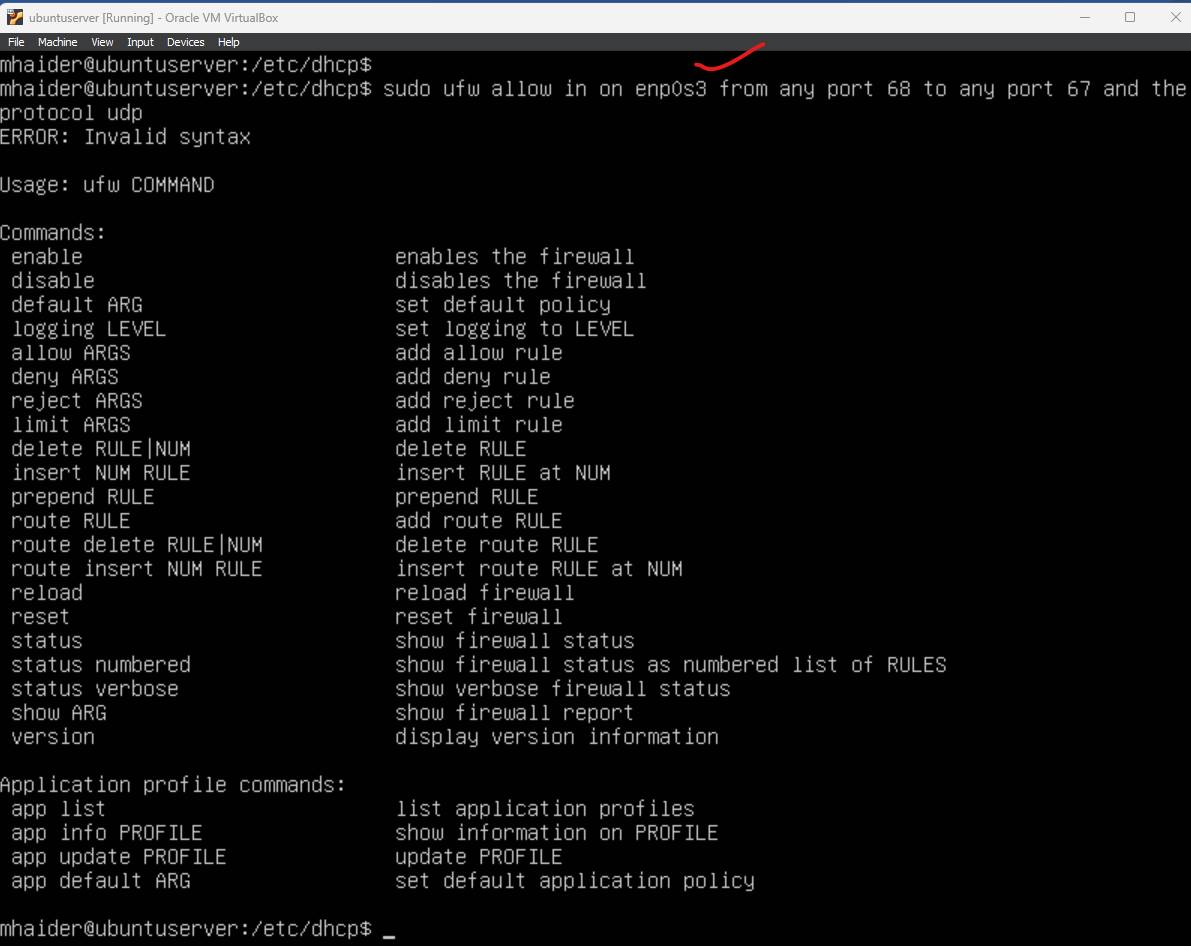 ubuntuserver [Running] - Oracle VM VirtualBox
File Machine View Input Devices Help
mhaider@ubuntuserver:/etc/dhcp$
mhaider@ubuntuserver:/etc/dhcp$ sudo ufw allow in on enp0s3 from any port 68 to any port 67 and the
protocol udp
ERROR: Invalid syntax
Usage: ufw COMMAND
Commands:
enable enables the firewall
disable disables the firewall
default ARG set default policy
logging LEVEL set logging to LEVEL
allow ARGS add allow rule
deny ARGS add deny rule
reject ARGS add reject rule
limit ARGS add limit rule
delete RULE|NUM delete RULE
insert NUM RULE insert RULE at NUM
prepend RULE prepend RULE
route RULE add route RULE
route delete RULE|NUM delete route RULE
route insert NUM RULE insert route RULE at NUM
reload reload firewall
reset reset firewall
status show firewall status
status numbered show firewall status as numbered list of RULES
status verbose show verbose firewall status
show ARG show firewall report
version display version information
Application profile commands:
app list list application profiles
app info PROFILE show information on PROFILE
app update PROFILE update PROFILE
app default ARG set default application policy
mhaider@ubuntuserver:/etc/dhcp$ _